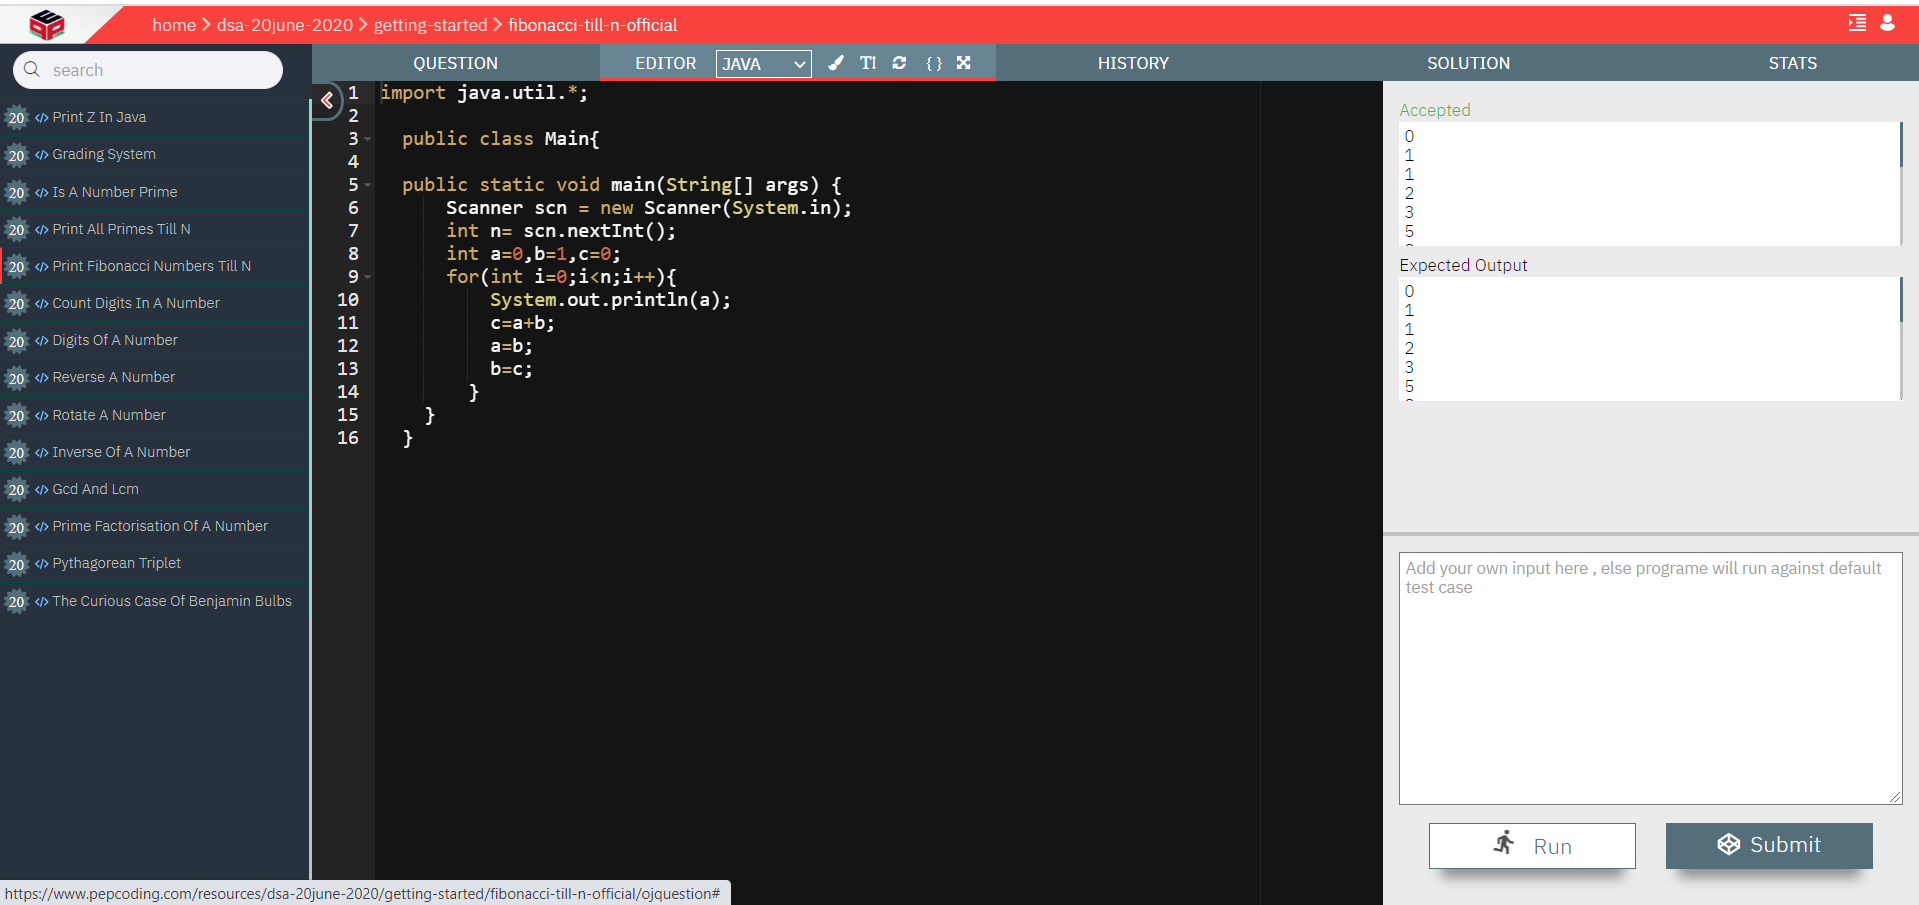 home > dsa-20june-2020 > getting-started > fibonacci-till-n-official
search
QUESTION
EDITOR
JAVA
T!
{ }
HISTORY
SOLUTION
STATS
20 </> Print Z In Java
20 </> Grading System
20 </> Is A Number Prime
20 </> Print All Primes Till N
20 </> Print Fibonacci Numbers Till N
20 </> Count Digits In A Number
20 </> Digits Of A Number
20 </> Reverse A Number
20 </> Rotate A Number
20 </> Inverse Of A Number
20 </> Gcd And Lcm
20 </> Prime Factorisation Of A Number
20 </> Pythagorean Triplet
20 </> The Curious Case Of Benjamin Bulbs
1 import java.util.*;
2
3 public class Main{
4
5 public static void main(String[] args) {
6 Scanner scn = new Scanner(System.in);
7 int n= scn.nextInt();
8 int a=0,b=1,c=0;
9 for(int i=0;i<n;i++){
10 System.out.println(a);
11 c=a+b;
12 a=b;
13 b=c;
14 }
15 }
16 }
Accepted
0
1
1
2
3
5
Expected Output
0
1
1
2
3
5
Add your own input here , else programe will run against default
test case
Run
Submit
https://www.pepcoding.com/resources/dsa-20june-2020/getting-started/fibonacci-till-n-official/ojquestion#